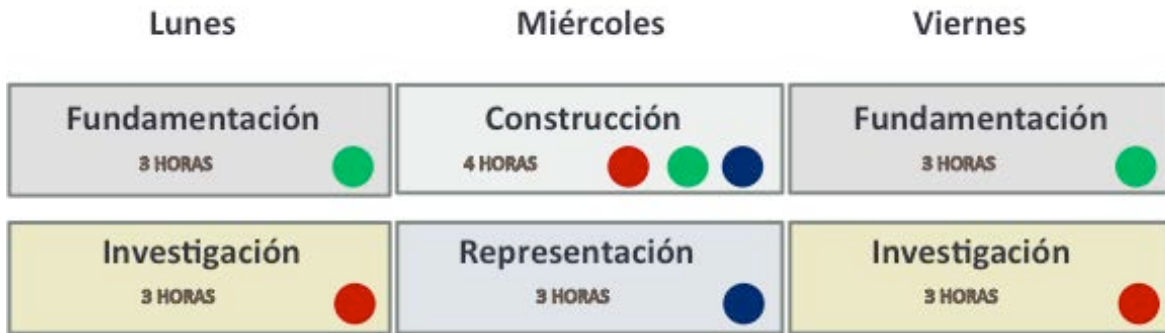 Lunes Miércoles Viernes
Fundamentación Construcción Fundamentación
3 HORAS 4 HORAS 3 HORAS
Investigación Representación Investigación
3 HORAS 3 HORAS 3 HORAS